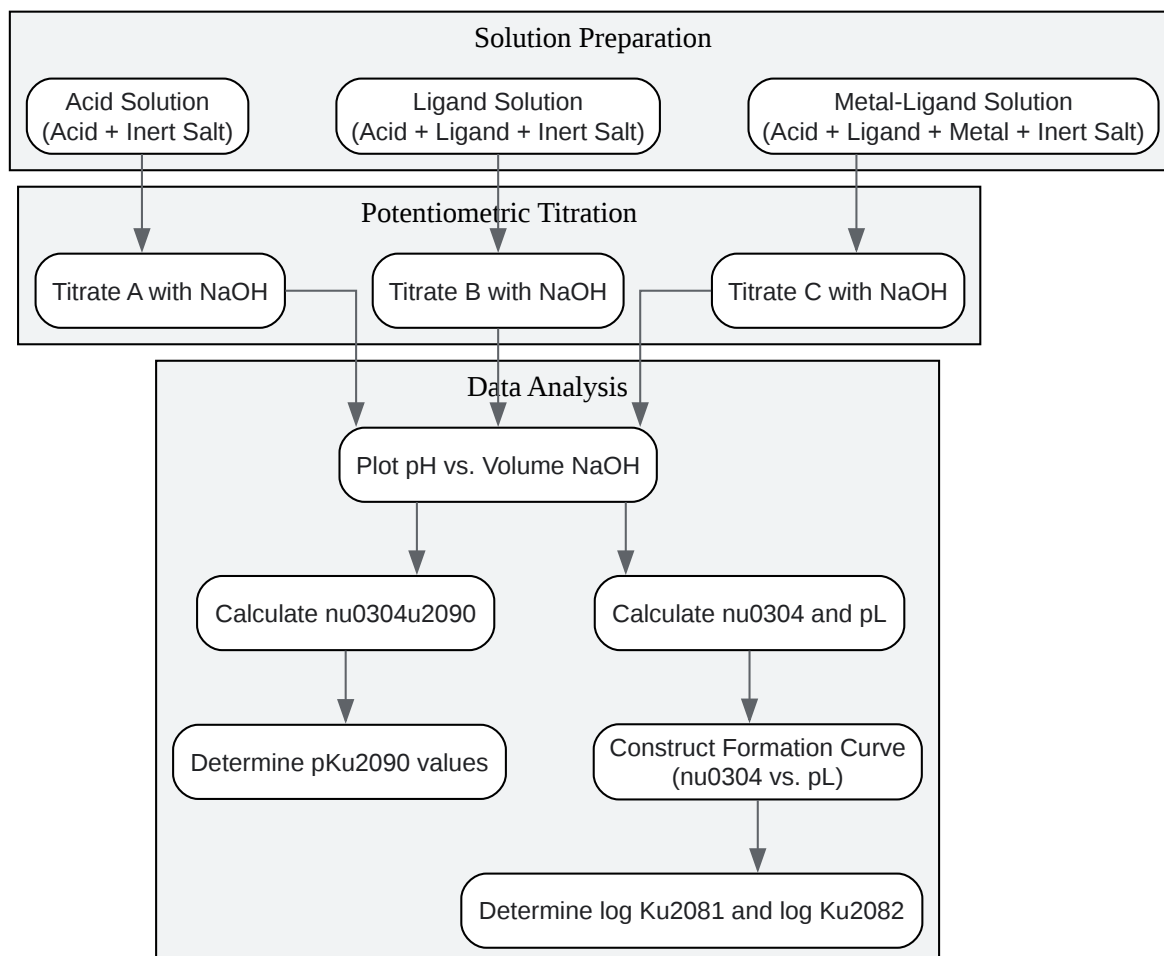 Solution Preparation
Acid Solution
(Acid + Inert Salt)
Ligand Solution
(Acid + Ligand + Inert Salt)
Metal-Ligand Solution
(Acid + Ligand + Metal + Inert Salt)
Potentiometric Titration
Titrate A with NaOH
Titrate B with NaOH
Titrate C with NaOH
Data Analysis
Plot pH vs. Volume NaOH
Calculate nu0304u2090
Calculate nu0304 and pL
Determine pKu2090 values
Construct Formation Curve
(nu0304 vs. pL)
Determine log Ku2081 and log Ku2082